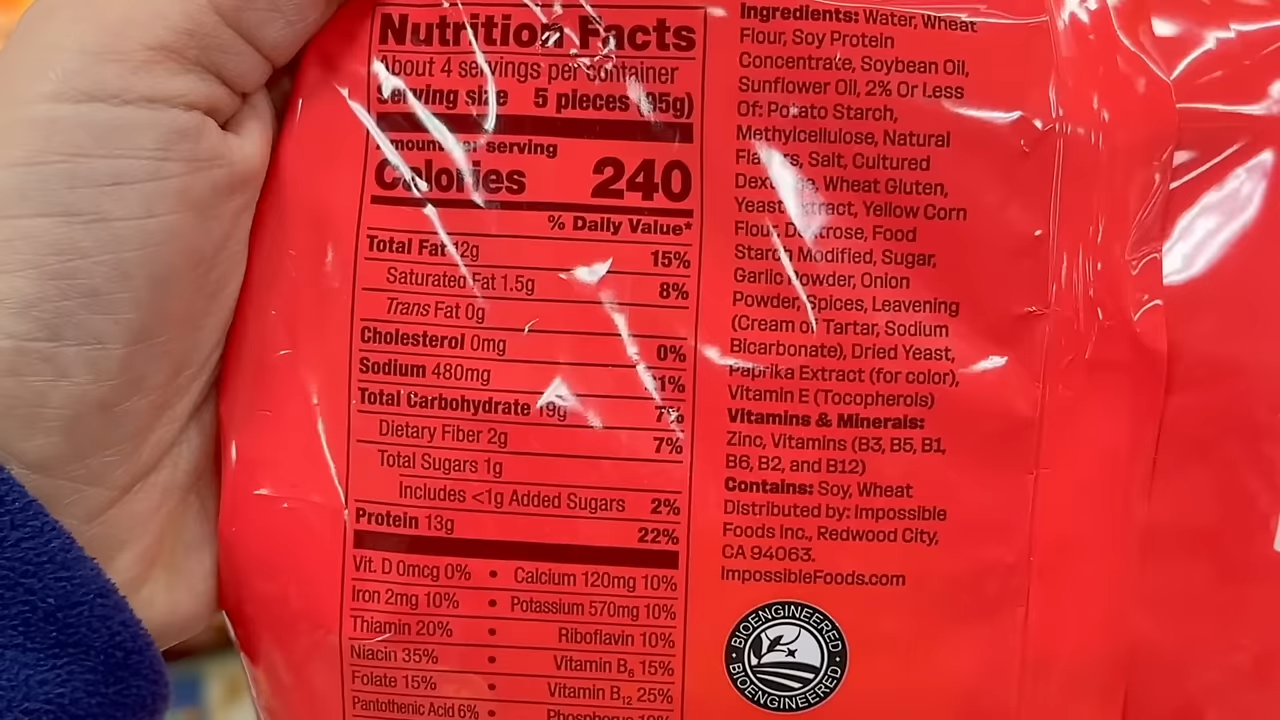 Nutrition Facts
About 4 servings per container
Serving size 5 pieces (95g)
Amount per serving
Calories 240
% Daily Value*
Total Fat 12g 15%
Saturated Fat 1.5g 8%
Trans Fat 0g
Cholesterol 0mg 0%
Sodium 480mg
Total Carbohydrate 19g 7%
Dietary Fiber 2g 7%
Total Sugars 1g
Includes <1g Added Sugars 2%
Protein 13g 22%
Vit. D 0mcg 0% • Calcium 120mg 10%
Iron 2mg 10% • Potassium 570mg 10%
Thiamin 20% • Riboflavin 10%
Niacin 35% • Vitamin B6 15%
Folate 15% • Vitamin B12 25%
Pantothenic Acid 6% • Phosphorus 10%
Ingredients: Water, Wheat
Flour, Soy Protein
Concentrate, Soybean Oil,
Sunflower Oil, 2% Or Less
Of: Potato Starch,
Methylcellulose, Natural
Flavors, Salt, Cultured
Dextrose, Wheat Gluten,
Yeast Extract, Yellow Corn
Flour, Dextrose, Food
Starch Modified, Sugar,
Garlic Powder, Onion
Powder, Spices, Leavening
(Cream of Tartar, Sodium
Bicarbonate), Dried Yeast,
Paprika Extract (for color),
Vitamin E (Tocopherols)
Vitamins & Minerals:
Zinc, Vitamins (B3, B5, B1,
B6, B2, and B12)
Contains: Soy, Wheat
Distributed by: Impossible
Foods Inc., Redwood City,
CA 94063.
ImpossibleFoods.com
BIOENGINEERED
BIOENGINEERED